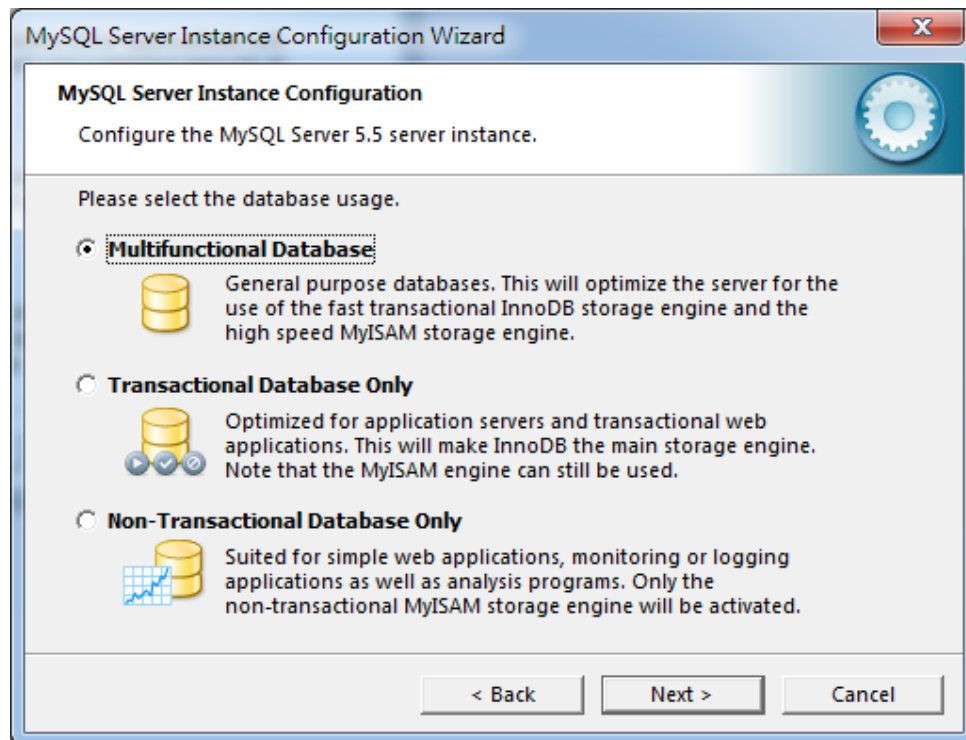 MySQL Server Instance Configuration Wizard
MySQL Server Instance Configuration
Configure the MySQL Server 5.5 server instance.
Please select the database usage.
Multifunctional Database
General purpose databases. This will optimize the server for the
use of the fast transactional InnoDB storage engine and the
high speed MyISAM storage engine.
Transactional Database Only
Optimized for application servers and transactional web
applications. This will make InnoDB the main storage engine.
Note that the MyISAM engine can still be used.
Non-Transactional Database Only
Suited for simple web applications, monitoring or logging
applications as well as analysis programs. Only the
non-transactional MyISAM storage engine will be activated.
< Back Next > Cancel